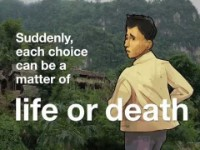 Suddenly,
each choice
can be a
matter of
life or death